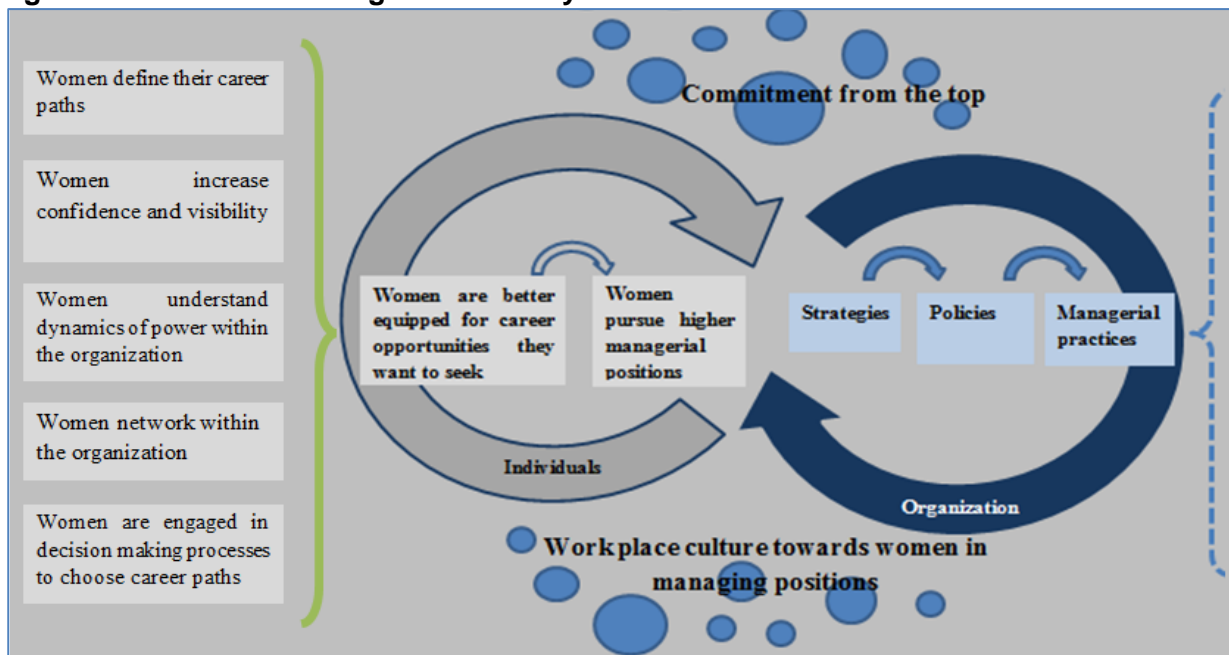 Women define their career
paths
Women increase
confidence and visibility
Women understand
dynamics of power within
the organization
Women network within
the organization
Women are engaged in
decision making processes
to choose career paths
Commitment from the top
Women are better
equipped for career
opportunities they
want to seek
Women
pursue higher
managerial
positions
Individuals
Strategies
Policies
Managerial
practices
Organization
Workplace culture towards women in
managing positions